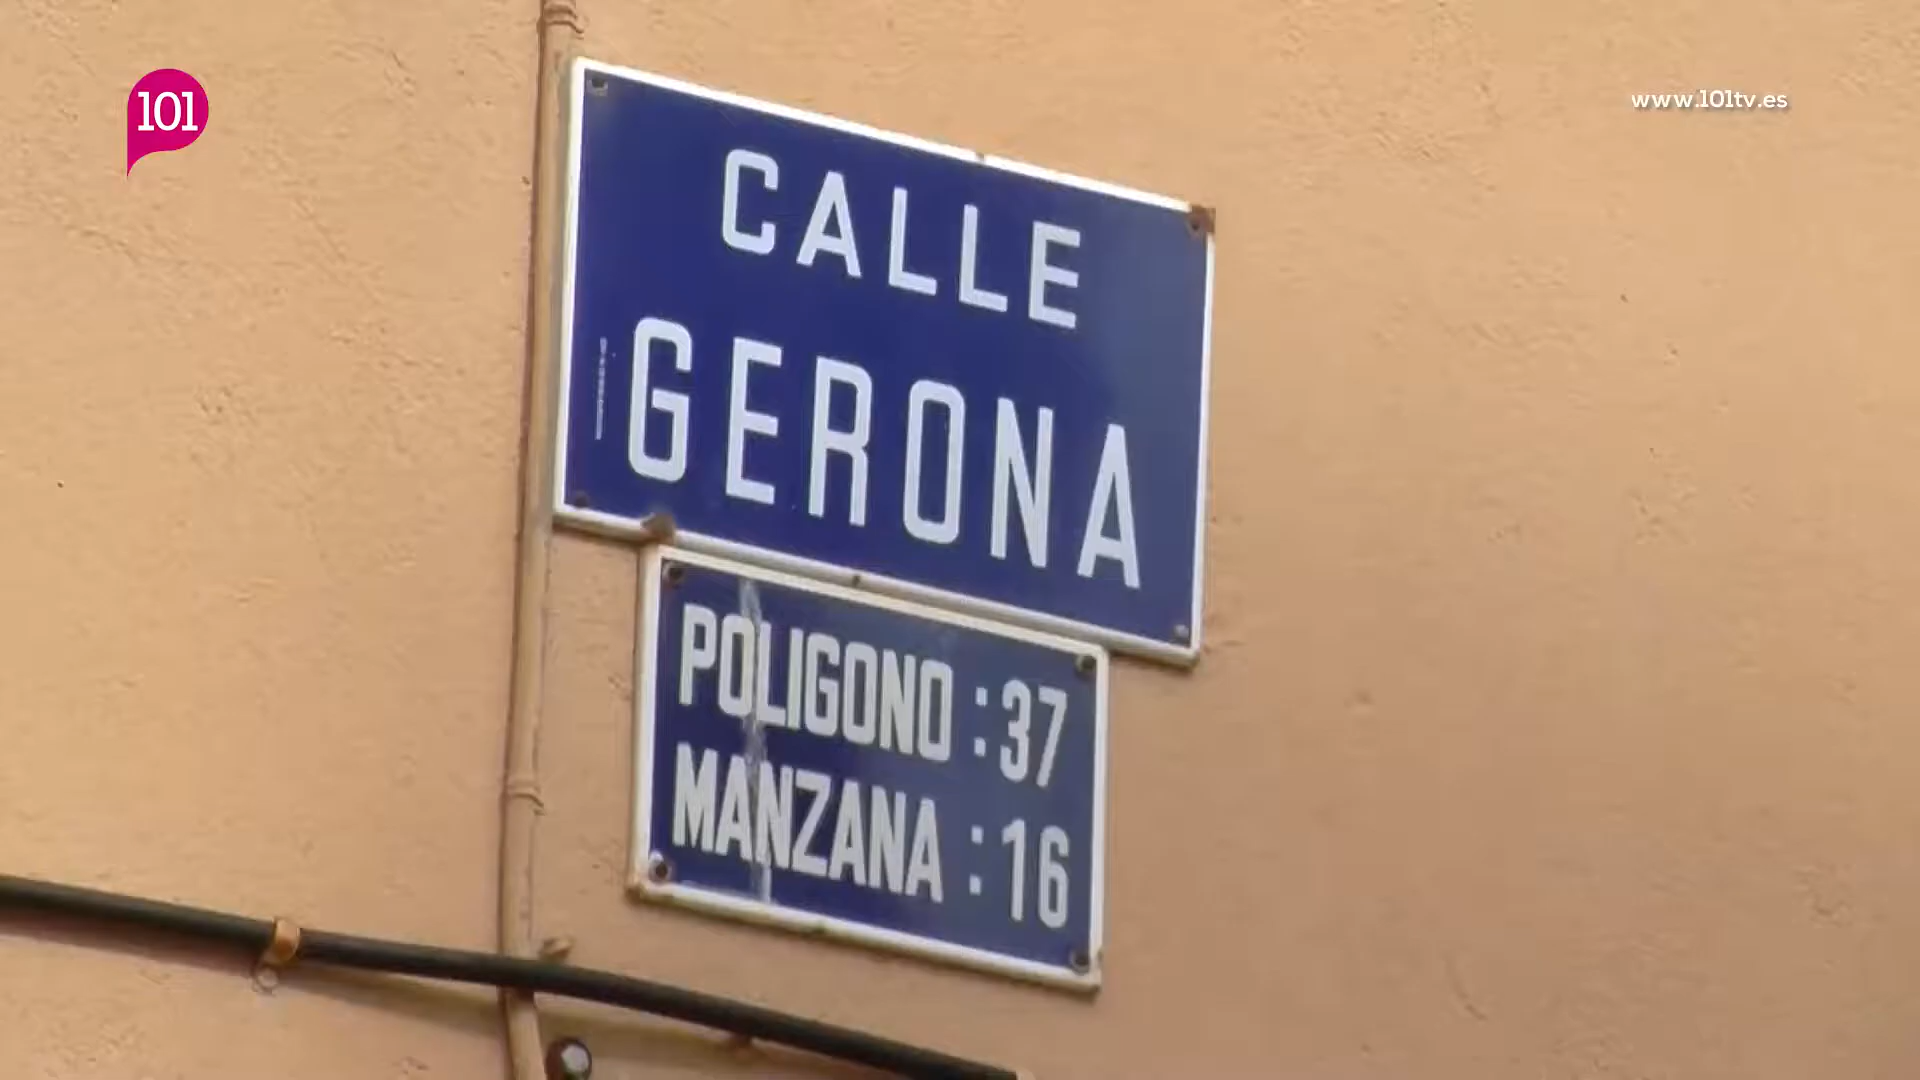 101
www.101tv.es
CALLE
GERONA
POLIGONO : 37
MANZANA : 16